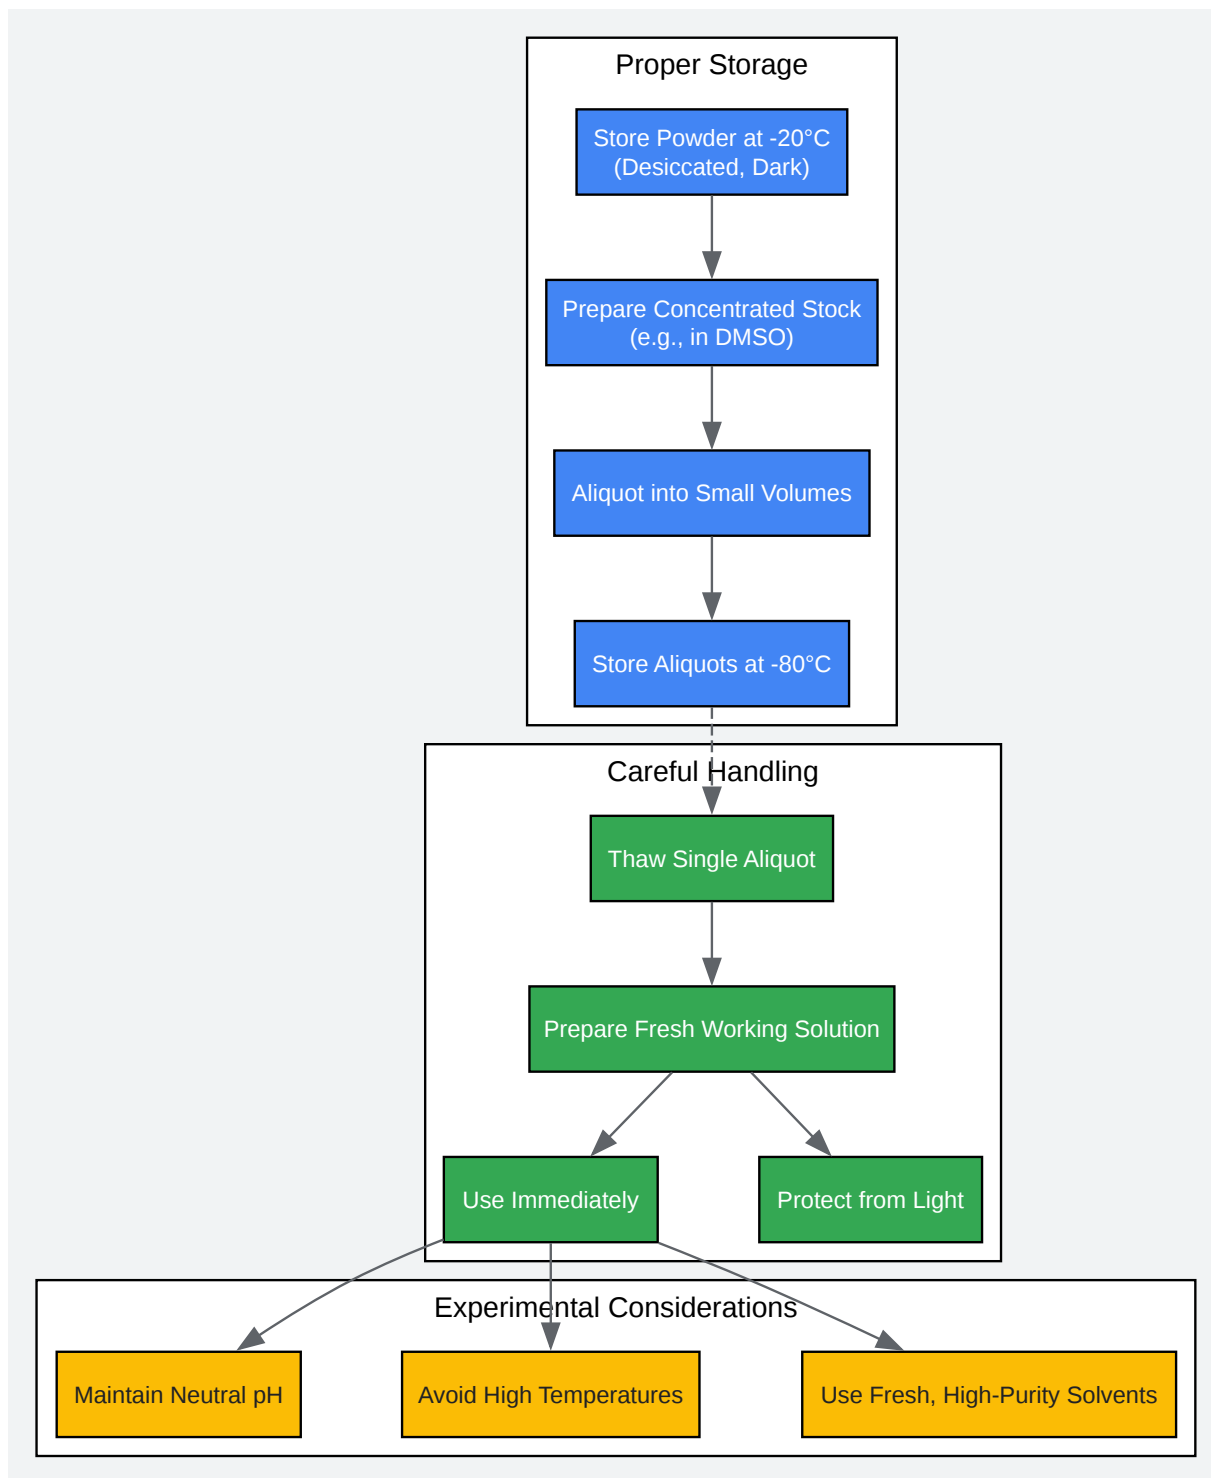 Proper Storage
Store Powder at -20°C
(Desiccated, Dark)
Prepare Concentrated Stock
(e.g., in DMSO)
Aliquot into Small Volumes
Store Aliquots at -80°C
Careful Handling
Thaw Single Aliquot
Prepare Fresh Working Solution
Use Immediately
Protect from Light
Experimental Considerations
Maintain Neutral pH
Avoid High Temperatures
Use Fresh, High-Purity Solvents